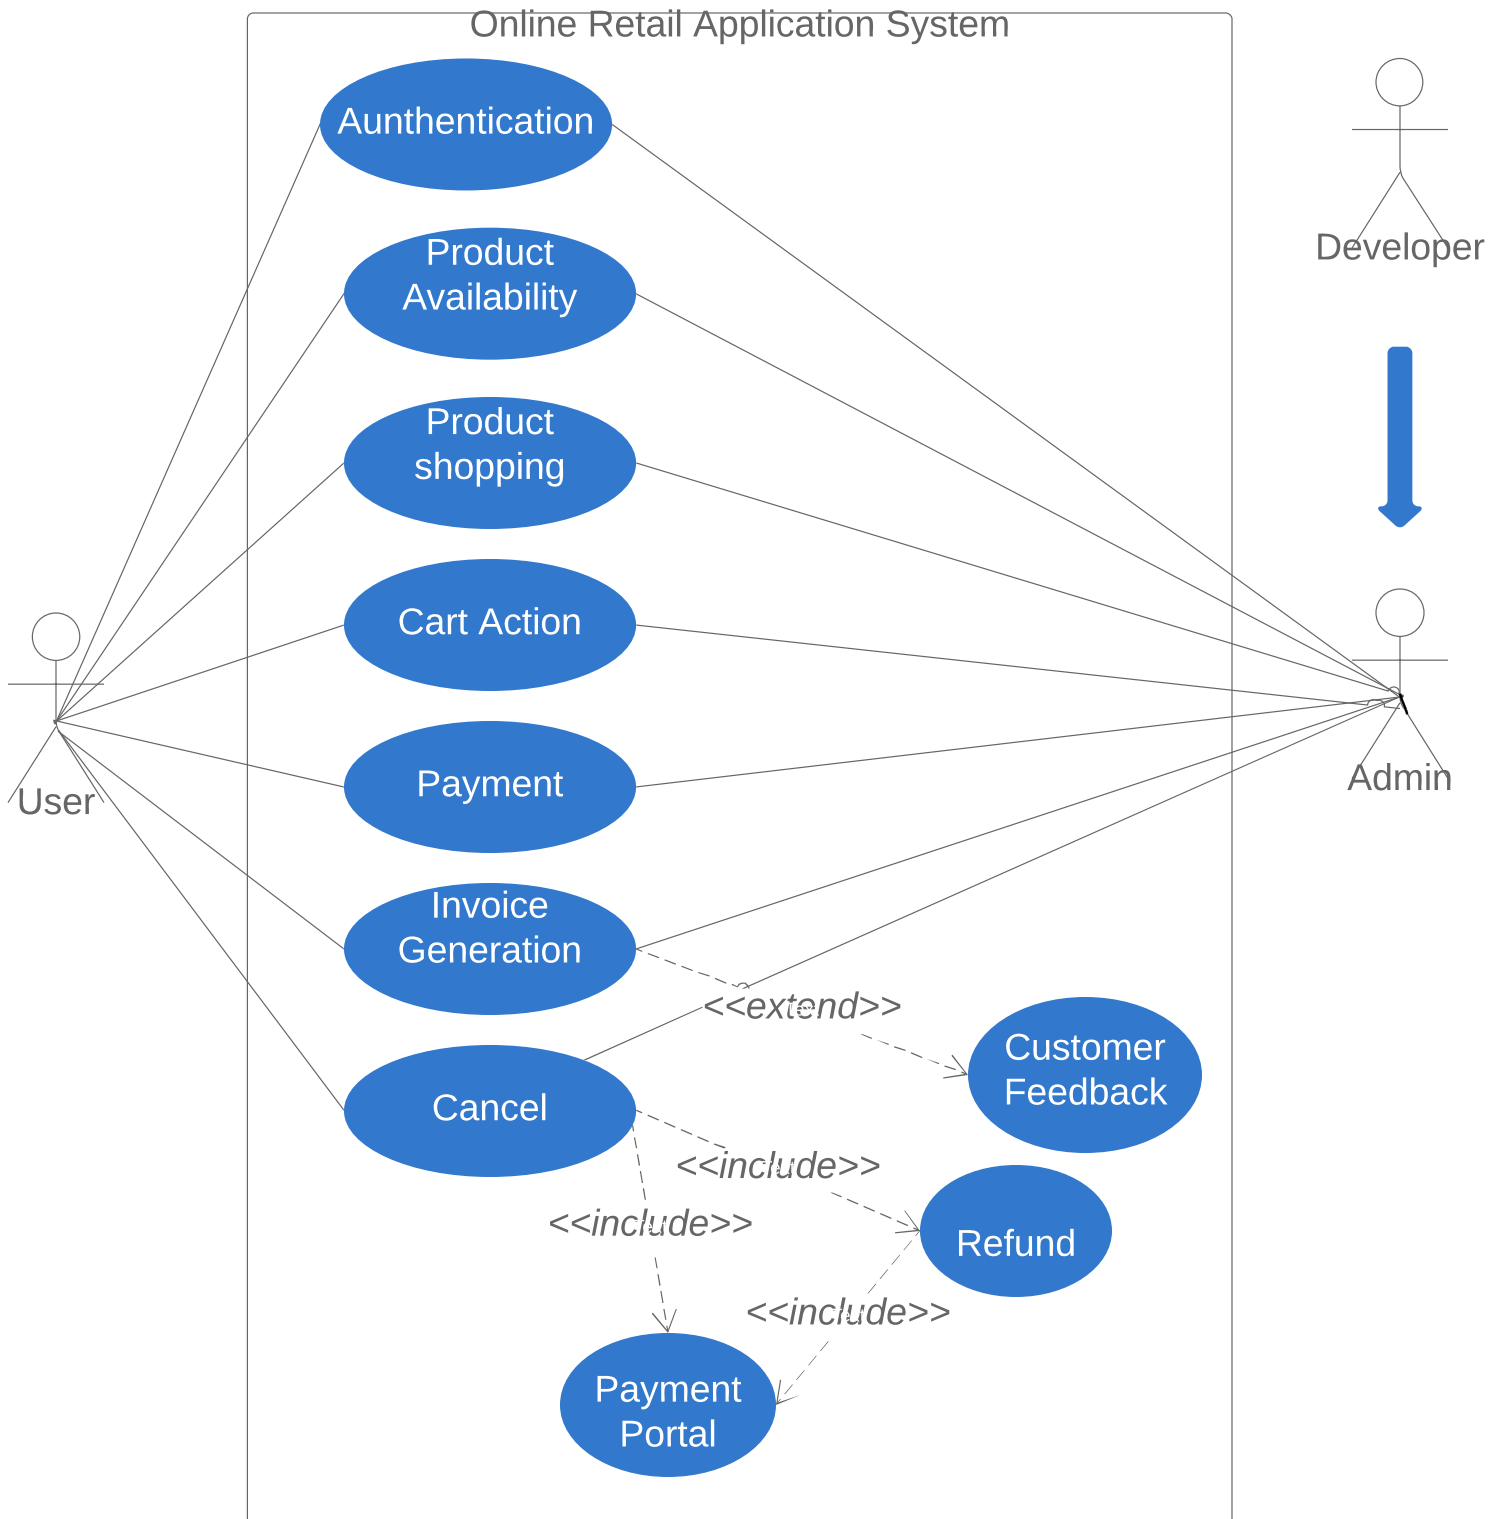 Online Retail Application System
Aunthentication
Developer
Product
Availability
Product
shopping
Cart Action
User
Payment
Admin
Invoice
Generation
<<extend>>
Customer
Feedback
Cancel
<<include>>
<<include>>
Refund
<<include>>
Payment
Portal